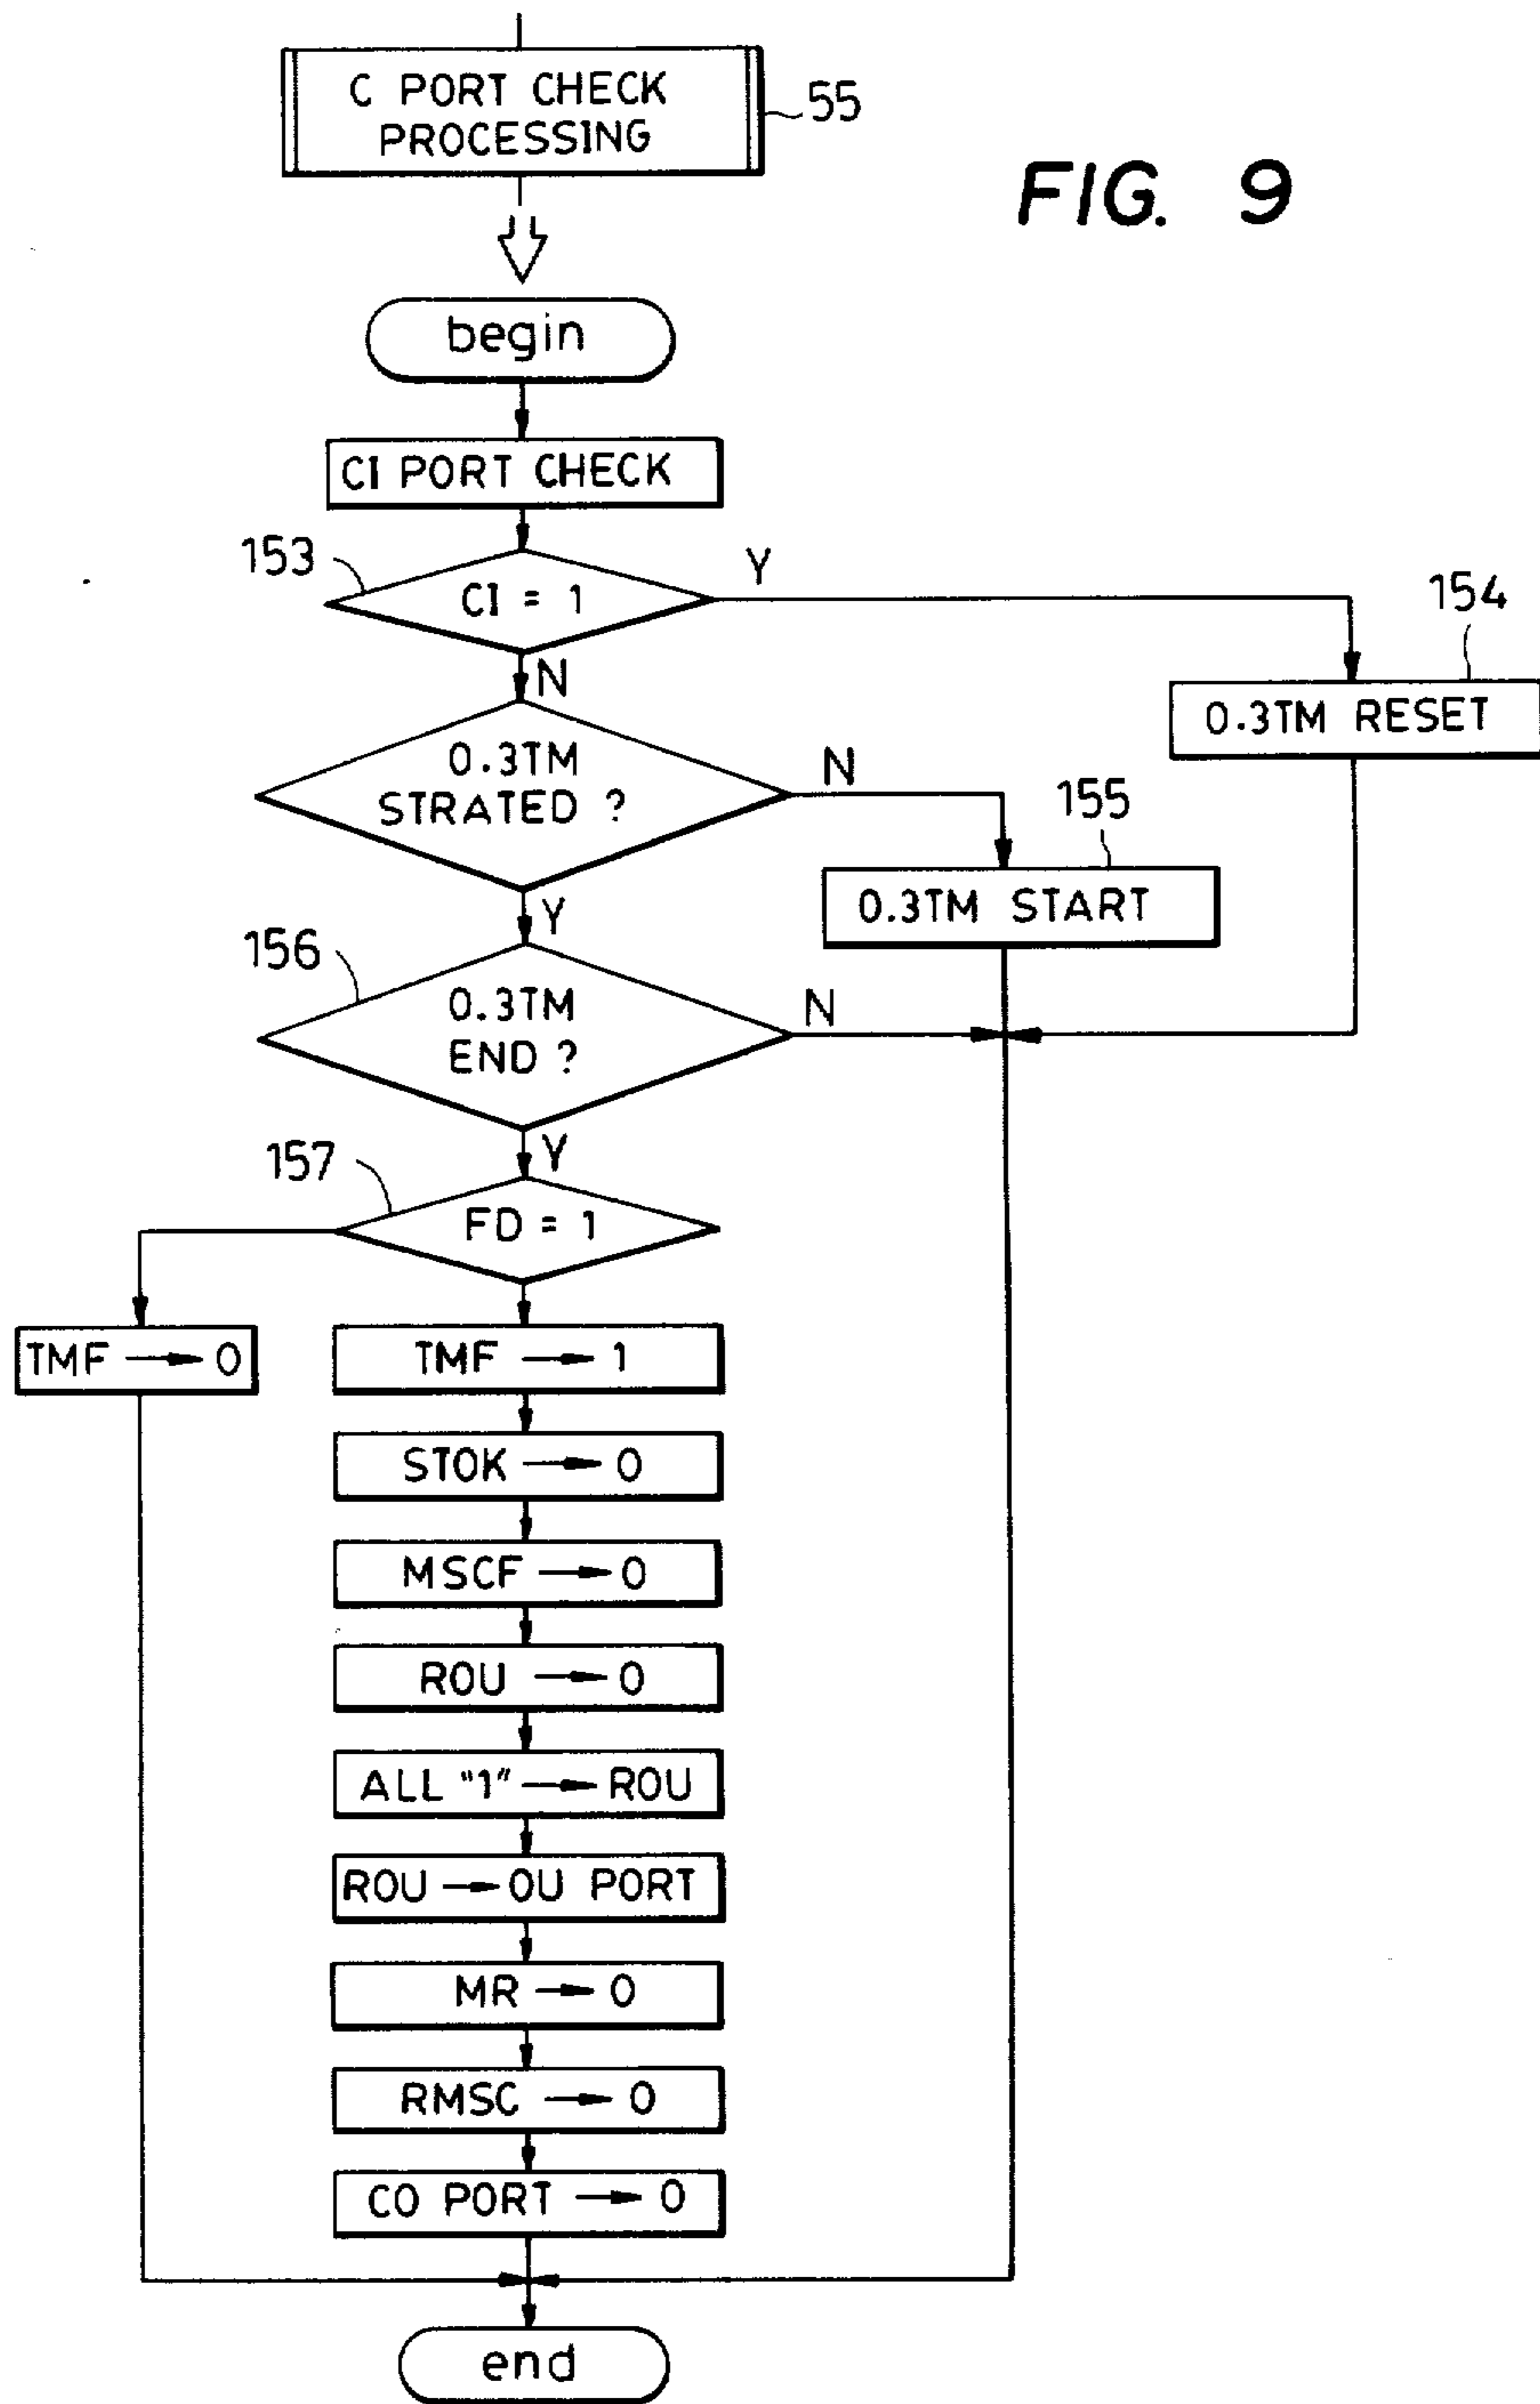 C PORT CHECK
PROCESSING
55
FIG. 9
begin
CI PORT CHECK
153
CI = 1
Y
154
N
0.3TM RESET
0.3TM
STRATED ?
N
155
0.3TM START
Y
156
0.3TM
END ?
N
Y
157
FD = 1
TMF → 0
TMF → 1
STOK → 0
MSCF → 0
ROU → 0
ALL "1" → ROU
ROU → OU PORT
MR → 0
RMSC → 0
CO PORT → 0
end